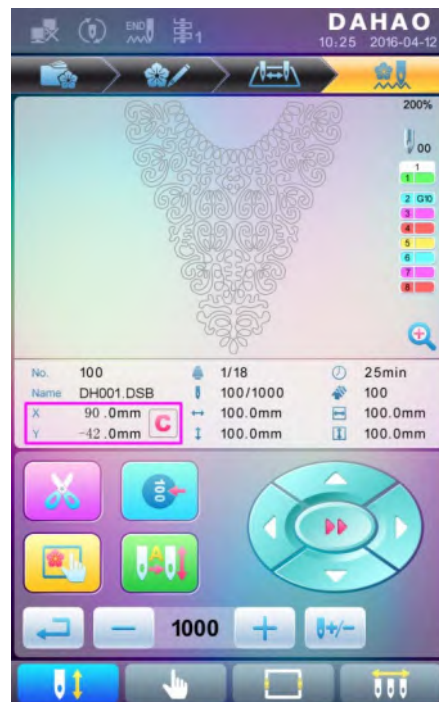 END
1
DAHAO
10:25 2016-04-12
200%
00
1
1
2 G10
3
4
5
6
7
8
No. 100 1/18 25min
Name DH001.DSB 100/1000 100
X 90.0mm C 100.0mm 100.0mm
Y -42.0mm 100.0mm 100.0mm
100
A
1000
+/-